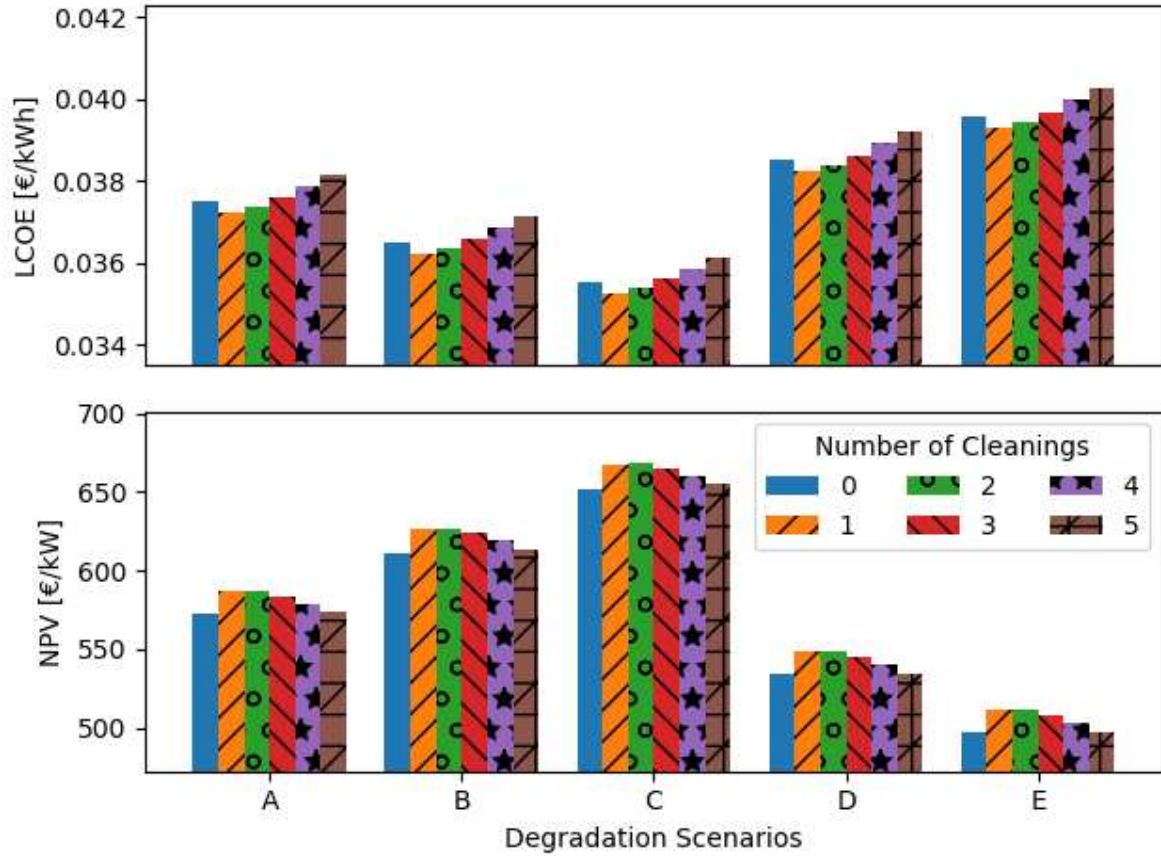 0.042
0.040
0.038
0.036
0.034
LCOE [€/kWh]
700
650
600
550
500
NPV [€/kW]
Number of Cleanings
0 2 4
1 3 5
A B C D E
Degradation Scenarios